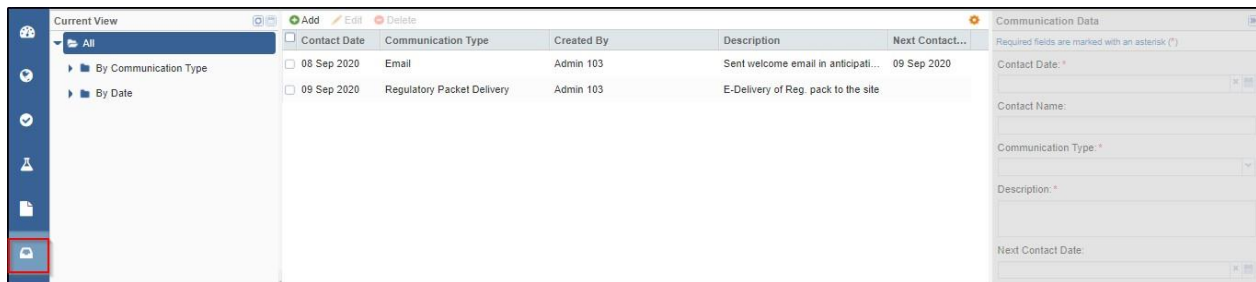 Current View
All
By Communication Type
By Date
Add Edit Delete
Contact Date Communication Type Created By Description Next Contact...
08 Sep 2020 Email Admin 103 Sent welcome email in anticipati... 09 Sep 2020
09 Sep 2020 Regulatory Packet Delivery Admin 103 E-Delivery of Reg. pack to the site
Communication Data
Required fields are marked with an asterisk (*)
Contact Date: *
Contact Name:
Communication Type: *
Description: *
Next Contact Date: